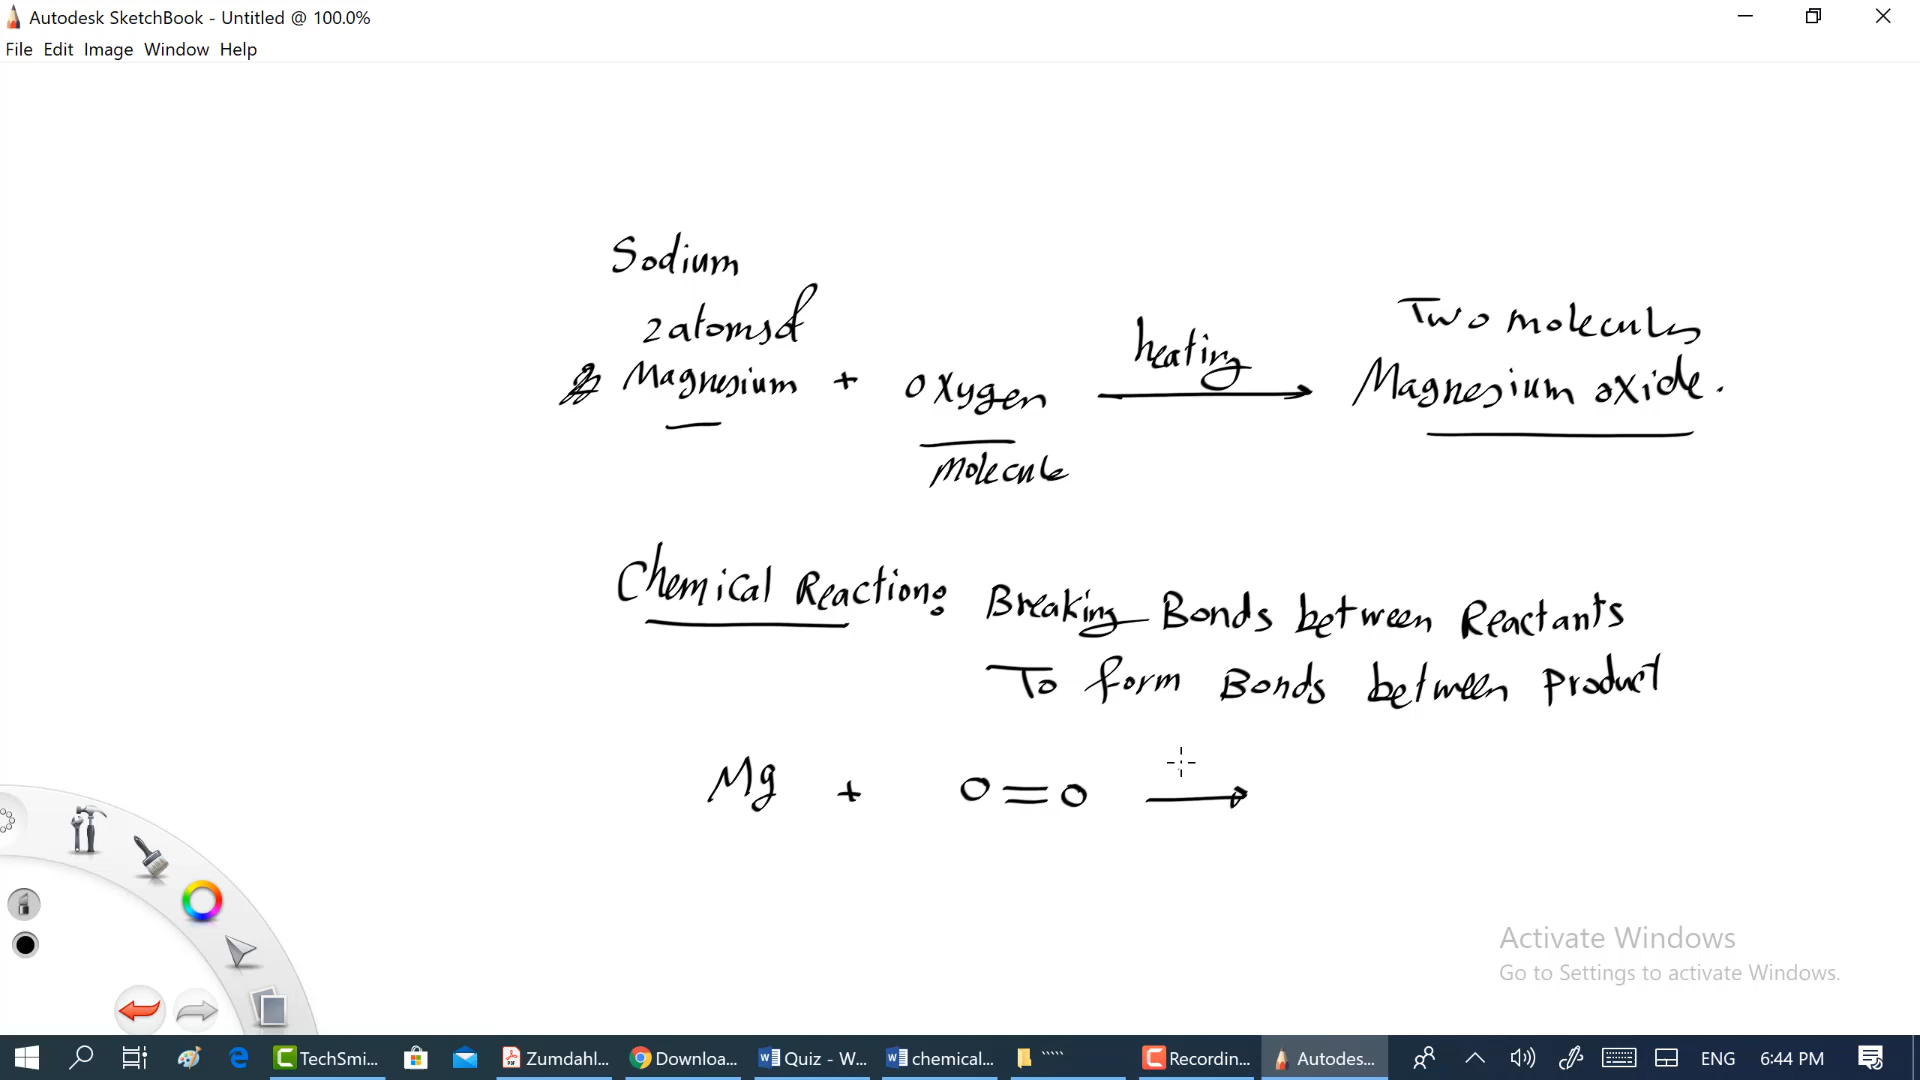 Autodesk SketchBook - Untitled @ 100.0%
File Edit Image Window Help
Sodium
2 atoms of
Magnesium + Oxygen
heating
Two molecules
Magnesium oxide.
molecule
Chemical Reaction: Breaking Bonds between Reactants
To form Bonds between Product
Mg + O=O →
Activate Windows
Go to Settings to activate Windows.
TechSmi... Zumdahl... Downloa... Quiz - W... chemical... ````` Recordin... Autodes... ENG 6:44 PM